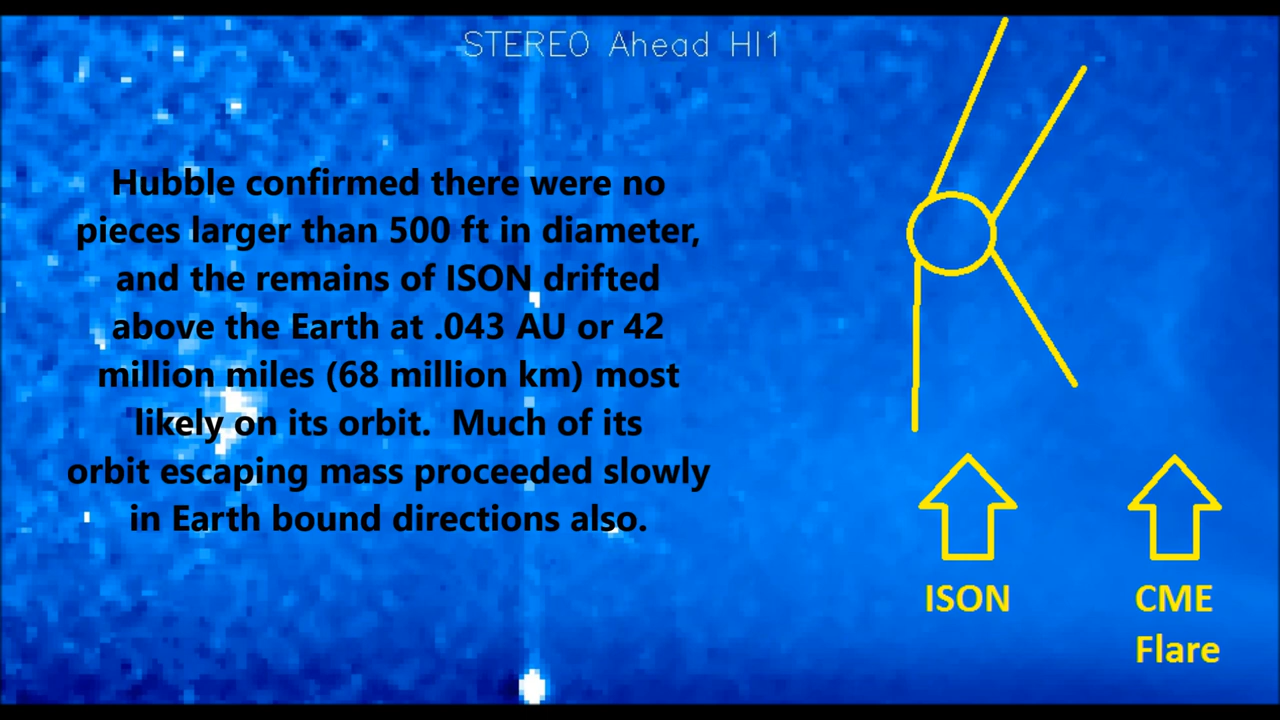 STEREO Ahead HI1
Hubble confirmed there were no
pieces larger than 500 ft in diameter,
and the remains of ISON drifted
above the Earth at .043 AU or 42
million miles (68 million km) most
likely on its orbit.  Much of its
orbit escaping mass proceeded slowly
in Earth bound directions also.
ISON
CME
Flare